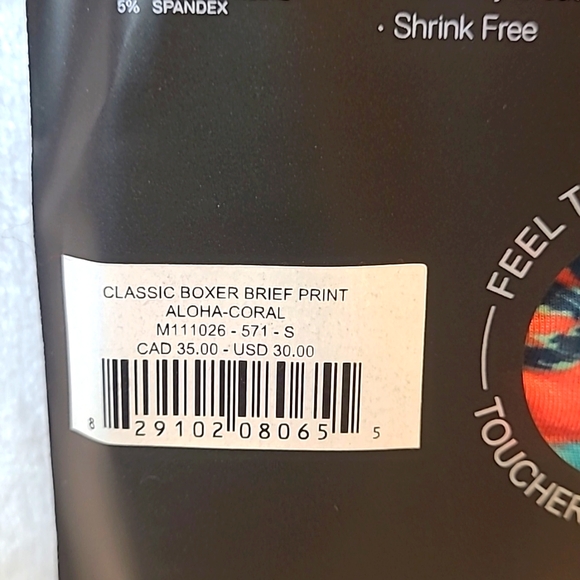 5% SPANDEX
• Shrink Free
FEEL
TOUCHER
CLASSIC BOXER BRIEF PRINT
ALOHA-CORAL
M111026 - 571 - S
CAD 35.00 - USD 30.00
8 29102 08065 5